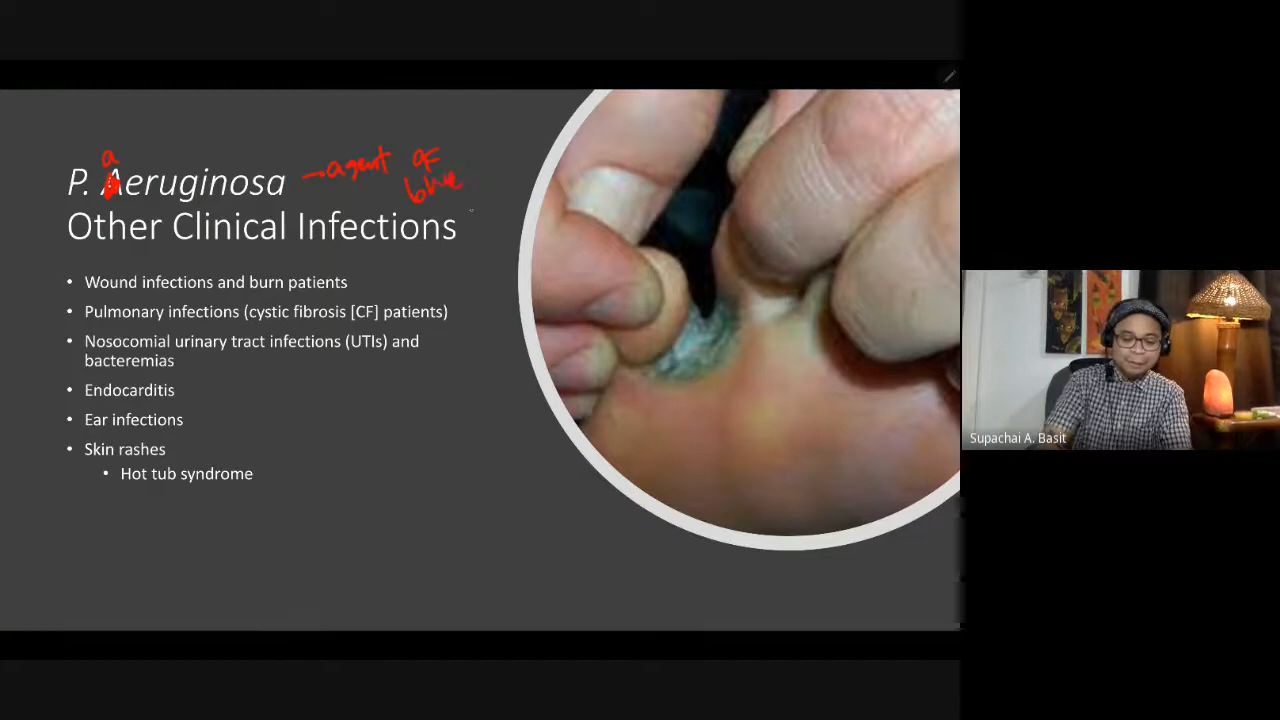 P. Aeruginosa
a
→ agent of
blue
Other Clinical Infections
• Wound infections and burn patients
• Pulmonary infections (cystic fibrosis [CF] patients)
• Nosocomial urinary tract infections (UTIs) and
bacteremias
• Endocarditis
• Ear infections
• Skin rashes
• Hot tub syndrome
Supachai A. Basit